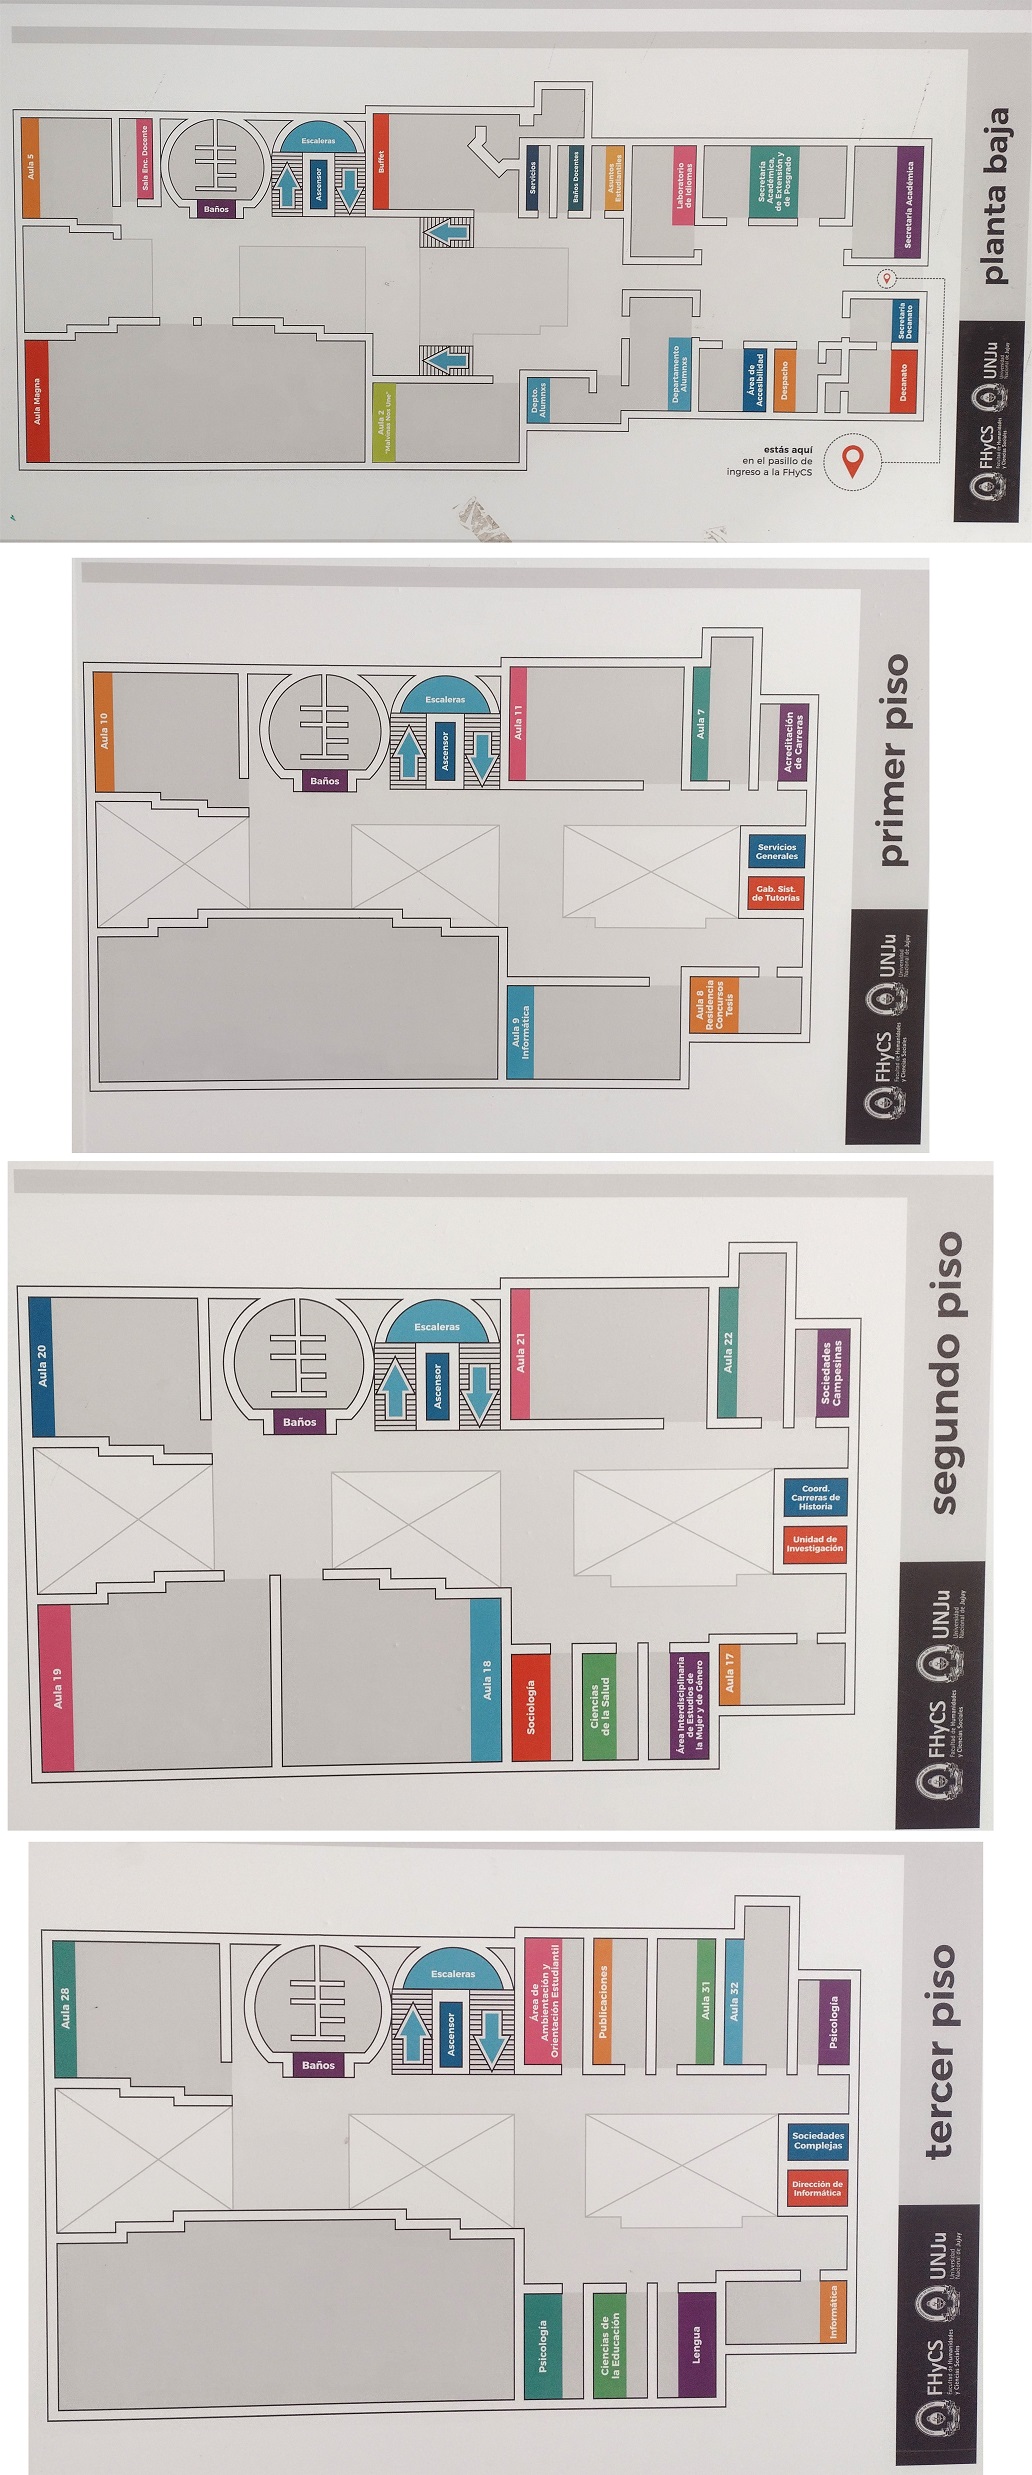 planta baja
Aula 5
Sala Enc. Docente
Baños
Escaleras
Ascensor
Buffet
Servicios
Baños Docentes
Asuntos
Estudiantiles
Laboratorio
de Idiomas
Secretaría
Académica,
de Extensión y
de Posgrado
Secretaría Académica
Aula Magna
Aula 2
"Malvinas Nos Une"
Depto.
Alumnxs
Departamento
Alumnxs
Área de
Accesibilidad
Despacho
Secretaría
Decanato
Decanato
estás aquí
en el pasillo de
ingreso a la FHyCS
FHyCS
Facultad de Humanidades
y Ciencias Sociales
UNJu
Universidad
Nacional de Jujuy
primer piso
Aula 10
Baños
Escaleras
Ascensor
Aula 11
Aula 7
Acreditación
de Carreras
Servicios
Generales
Gab. Sist.
de Tutorías
Aula 9
Informática
Aula 8
Residencia
Concursos
Tesis
FHyCS
Facultad de Humanidades
y Ciencias Sociales
UNJu
Universidad
Nacional de Jujuy
segundo piso
Aula 20
Baños
Escaleras
Ascensor
Aula 21
Aula 22
Sociedades
Campesinas
Coord.
Carreras de
Historia
Unidad de
Investigación
Aula 19
Aula 18
Sociología
Ciencias
de la Salud
Área Interdisciplinaria
de Estudios de
la Mujer y de Género
Aula 17
FHyCS
Facultad de Humanidades
y Ciencias Sociales
UNJu
Universidad
Nacional de Jujuy
tercer piso
Aula 28
Baños
Escaleras
Ascensor
Área de
Ambientación y
Orientación Estudiantil
Publicaciones
Aula 31
Aula 32
Psicología
Sociedades
Complejas
Dirección de
Informática
Psicología
Ciencias de
la Educación
Lengua
Informática
FHyCS
Facultad de Humanidades
y Ciencias Sociales
UNJu
Universidad
Nacional de Jujuy